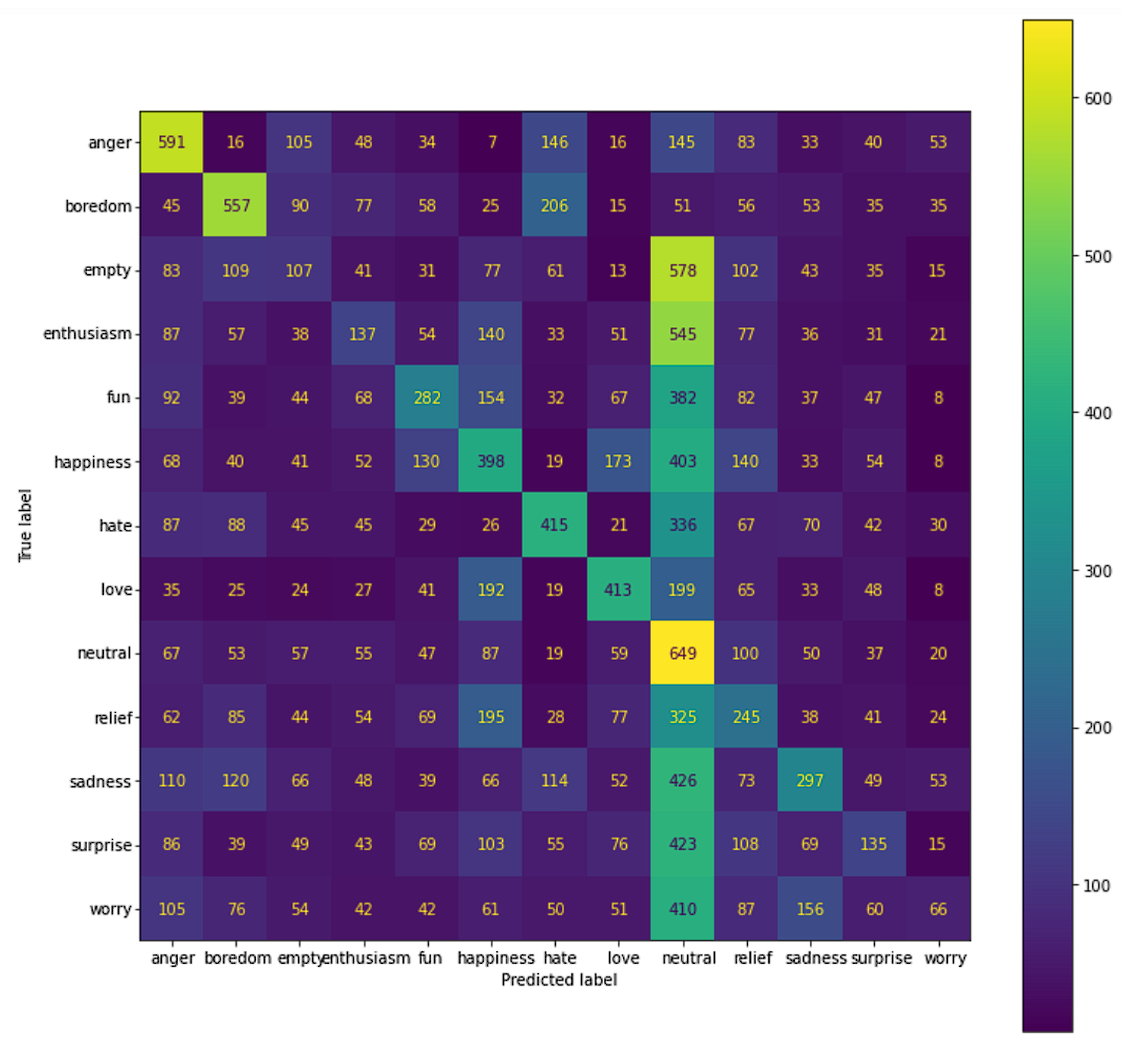 600
anger 591 16 105 48 34 7 146 16 145 83 33 40 53
boredom 45 557 90 77 58 25 206 15 51 56 53 35 35
500
empty 83 109 107 41 31 77 61 13 578 102 43 35 15
enthusiasm 87 57 38 137 54 140 33 51 545 77 36 31 21
fun 92 39 44 68 282 154 32 67 382 82 37 47 8
400
happiness 68 40 41 52 130 398 19 173 403 140 33 54 8
True label
hate 87 88 45 45 29 26 415 21 336 67 70 42 30
300
love 35 25 24 27 41 192 19 413 199 65 33 48 8
neutral 67 53 57 55 47 87 19 59 649 100 50 37 20
relief 62 85 44 54 69 195 28 77 325 245 38 41 24
200
sadness 110 120 66 48 39 66 114 52 426 73 297 49 53
surprise 86 39 49 43 69 103 55 76 423 108 69 135 15
100
worry 105 76 54 42 42 61 50 51 410 87 156 60 66
anger boredom empty enthusiasm fun happiness hate love neutral relief sadness surprise worry
Predicted label